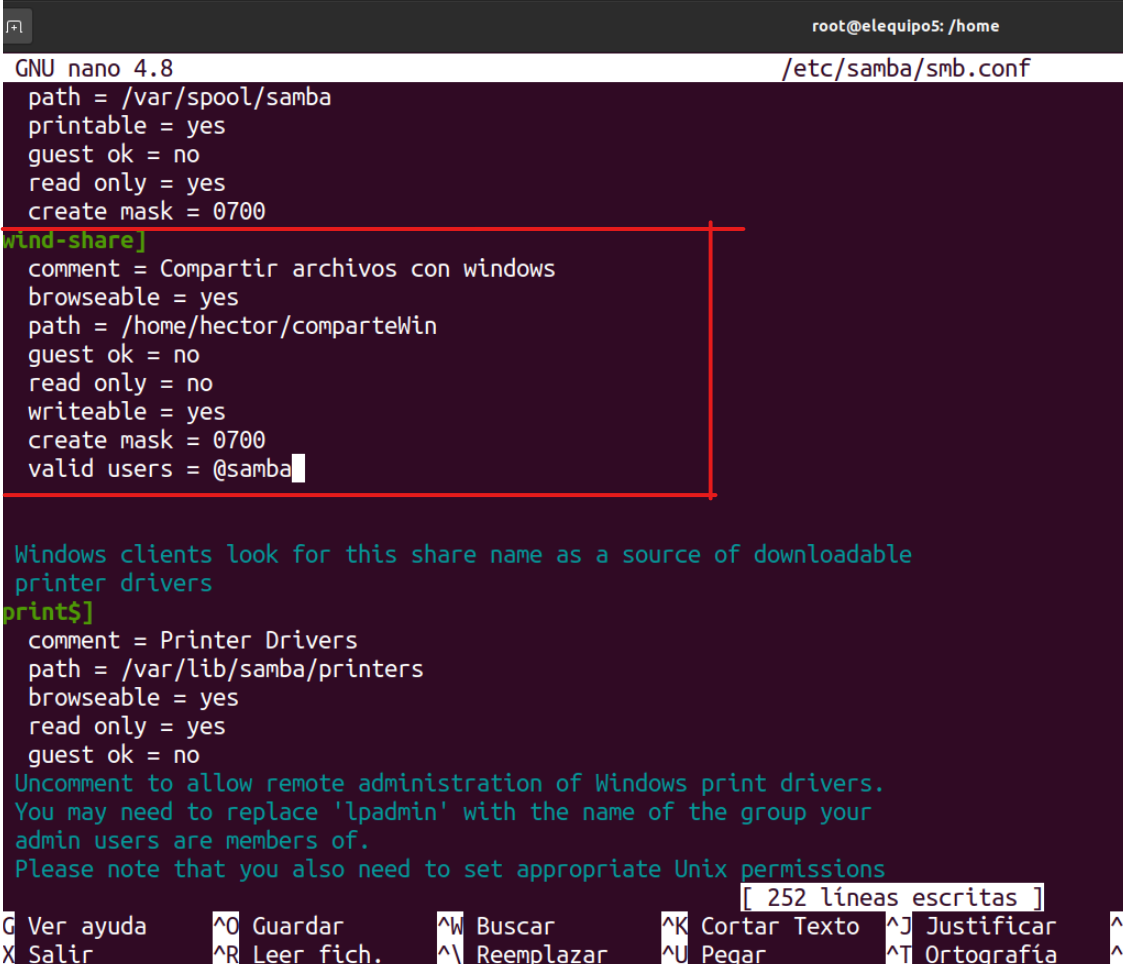 root@elequipo5: /home
GNU nano 4.8 /etc/samba/smb.conf
path = /var/spool/samba
printable = yes
guest ok = no
read only = yes
create mask = 0700
wind-share]
comment = Compartir archivos con windows
browseable = yes
path = /home/hector/comparteWin
guest ok = no
read only = no
writeable = yes
create mask = 0700
valid users = @samba
Windows clients look for this share name as a source of downloadable
printer drivers
print$]
comment = Printer Drivers
path = /var/lib/samba/printers
browseable = yes
read only = yes
guest ok = no
Uncomment to allow remote administration of Windows print drivers.
You may need to replace 'lpadmin' with the name of the group your
admin users are members of.
Please note that you also need to set appropriate Unix permissions
[ 252 líneas escritas ]
G Ver ayuda ^O Guardar ^W Buscar ^K Cortar Texto ^J Justificar ^
X Salir ^R Leer fich. ^\ Reemplazar ^U Pegar ^T Ortografía ^